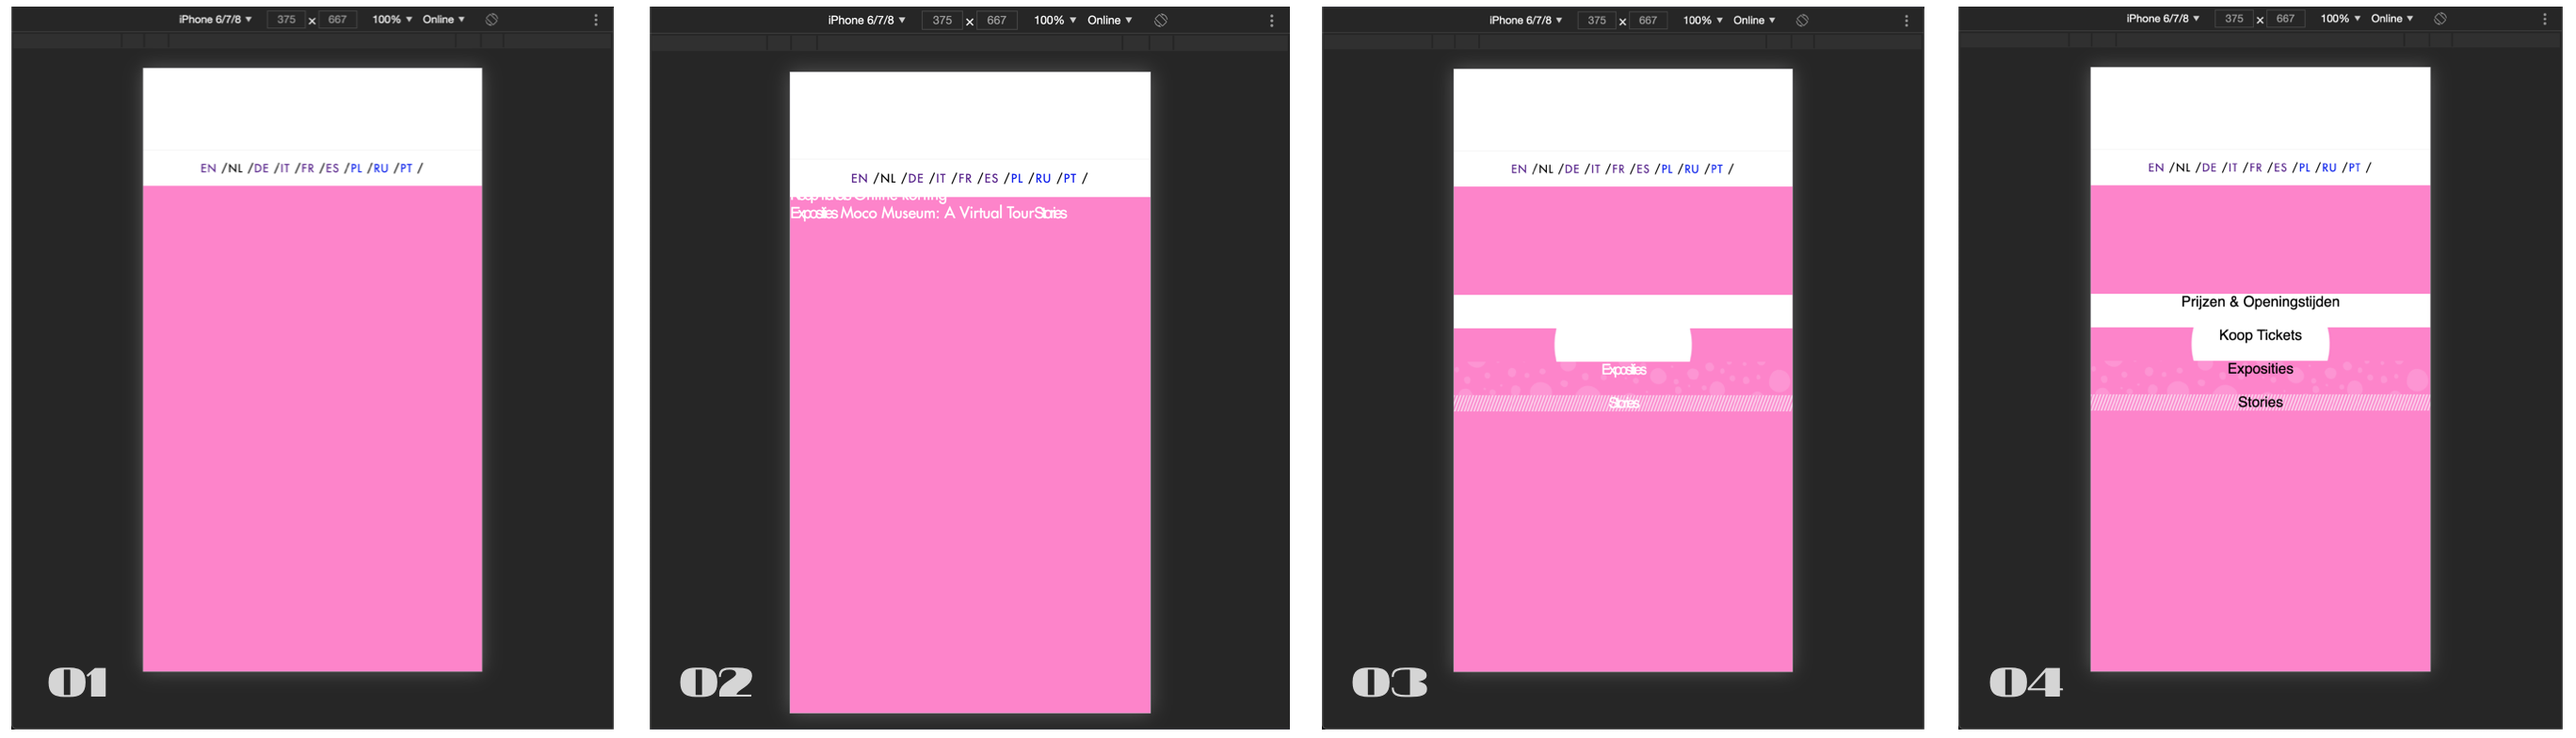 iPhone 6/7/8 ▼ 375 × 667 100% ▼ Online ▼
EN /NL /DE /IT /FR /ES /PL /RU /PT /
01
iPhone 6/7/8 ▼ 375 × 667 100% ▼ Online ▼
EN /NL /DE /IT /FR /ES /PL /RU /PT /
Online korting
Exposities Moco Museum: A Virtual TourStories
02
iPhone 6/7/8 ▼ 375 × 667 100% ▼ Online ▼
EN /NL /DE /IT /FR /ES /PL /RU /PT /
Exposities
Stories
03
iPhone 6/7/8 ▼ 375 × 667 100% ▼ Online ▼
EN /NL /DE /IT /FR /ES /PL /RU /PT /
Prijzen & Openingstijden
Koop Tickets
Exposities
Stories
04